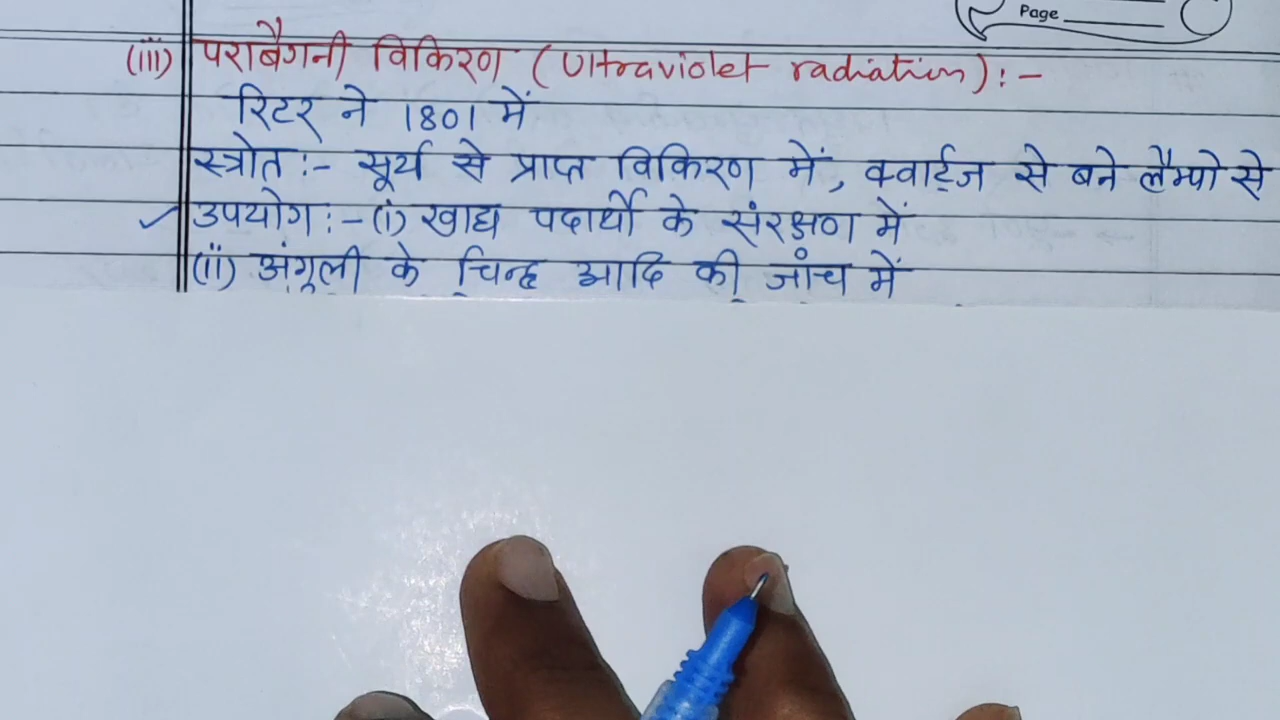 Page
(iii) पराबैगनी विकिरण (Ultraviolet radiation) :-
रिटर ने 1801 में
स्त्रोत :- सूर्य से प्राप्त विकिरण में, क्वार्ट्ज से बने लैम्पो से
उपयोग :- (i) खाद्य पदार्थो के संरक्षण में
(ii) अंगूली के चिन्ह आदि की जांच में